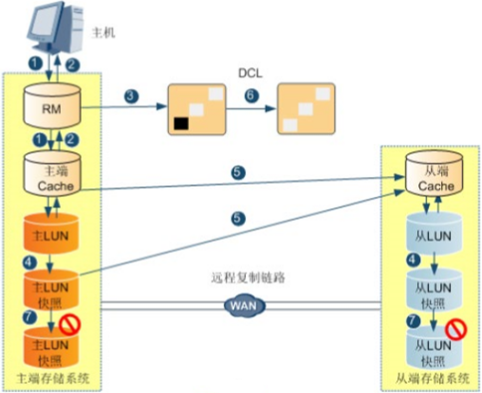 主机
1
2
DCL
RM
3
6
1
2
主端
Cache
5
从端
Cache
主LUN
5
从LUN
4
4
主LUN
快照
从LUN
快照
远程复制链路
WAN
7
7
主LUN
快照
从LUN
快照
主端存储系统
从端存储系统